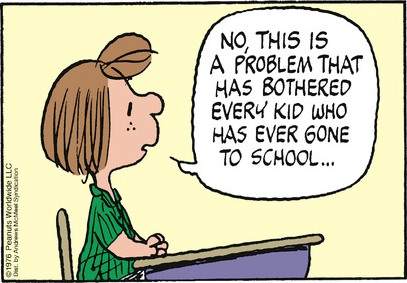 NO, THIS IS
A PROBLEM THAT
HAS BOTHERED
EVERY KID WHO
HAS EVER GONE
TO SCHOOL...
©1976 Peanuts Worldwide LLC
Dist. by Andrews McMeel Syndication